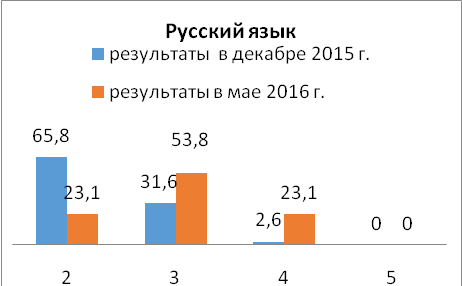 Русский язык
результаты в декабре 2015 г.
результаты в мае 2016 г.
65,8
23,1
31,6
53,8
2,6
23,1
0 0
2 3 4 5